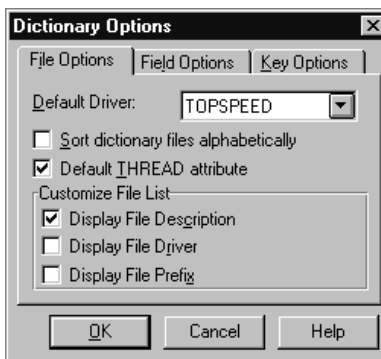 Dictionary Options
File Options Field Options Key Options
Default Driver: TOPSPEED
Sort dictionary files alphabetically
Default THREAD attribute
Customize File List
Display File Description
Display File Driver
Display File Prefix
OK Cancel Help